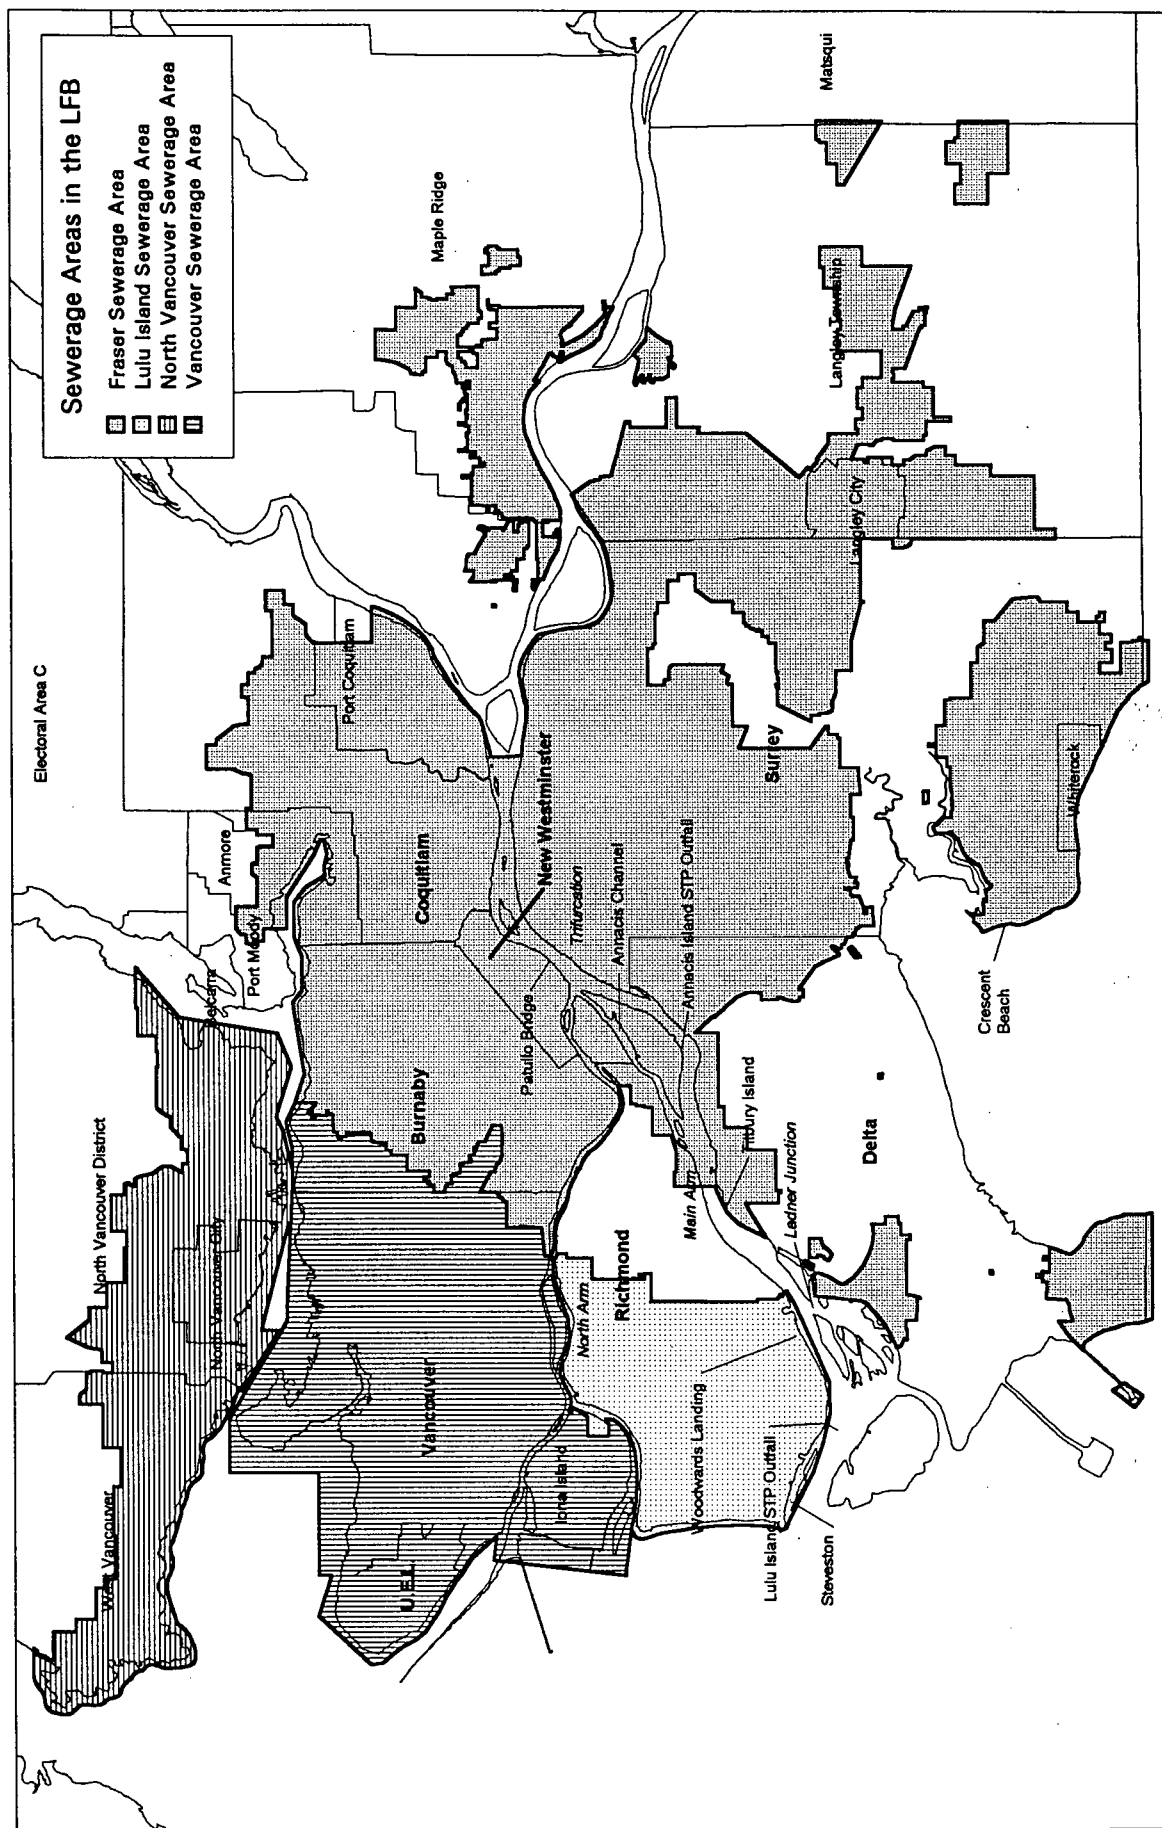 Sewerage Areas in the LFB
Fraser Sewerage Area
Lulu Island Sewerage Area
North Vancouver Sewerage Area
Vancouver Sewerage Area
Electoral Area C
North Vancouver District
West Vancouver
North Vancouver City
Belcarra
Anmore
Port Moody
Port Coquitlam
Coquitlam
Maple Ridge
Matsqui
Burnaby
Vancouver
U.E.L.
Iona Island
North Arm
Richmond
New Westminster
Patullo Bridge
Trifurcation
Annacis Channel
Annacis Island STP Outfall
Main Arm
Tilbury Island
Ladner Junction
Woodwards Landing
Lulu Island STP Outfall
Steveston
Delta
Surrey
Langley City
Langley Township
Whiterock
Crescent
Beach